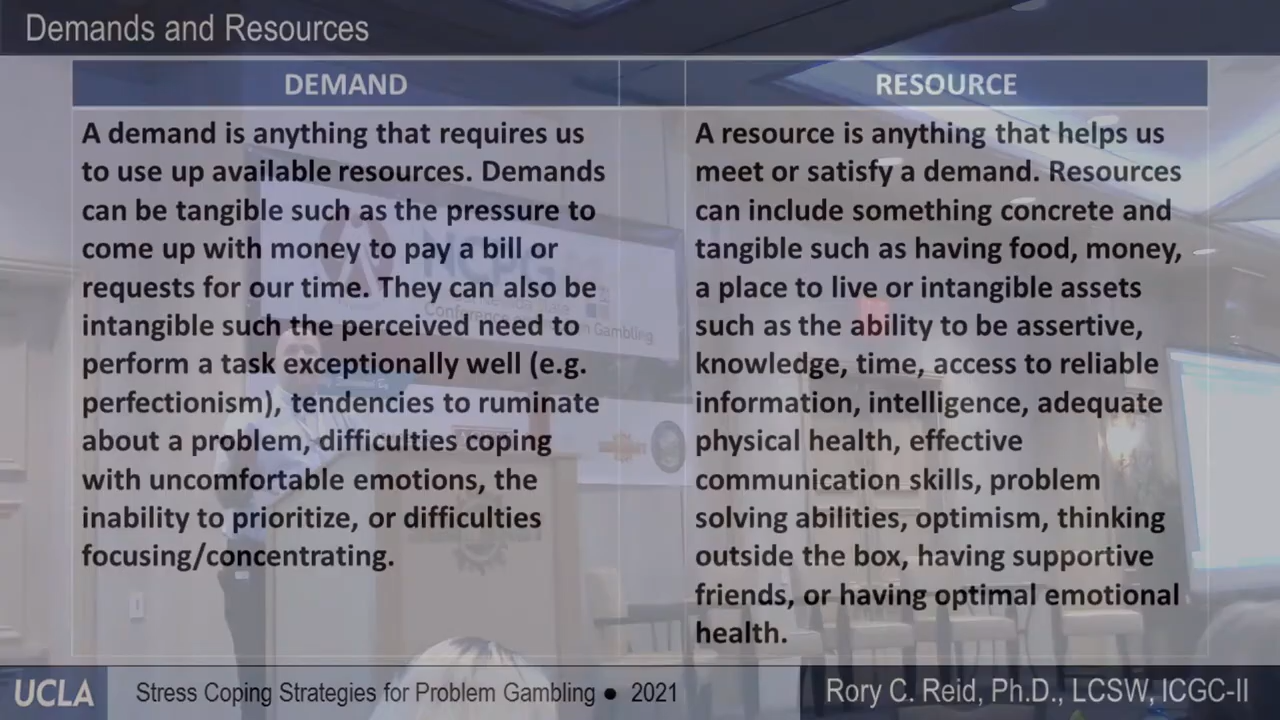 Demands and Resources
DEMAND
A demand is anything that requires us
to use up available resources. Demands
can be tangible such as the pressure to
come up with money to pay a bill or
requests for our time. They can also be
intangible such the perceived need to
perform a task exceptionally well (e.g.
perfectionism), tendencies to ruminate
about a problem, difficulties coping
with uncomfortable emotions, the
inability to prioritize, or difficulties
focusing/concentrating.
RESOURCE
A resource is anything that helps us
meet or satisfy a demand. Resources
can include something concrete and
tangible such as having food, money,
a place to live or intangible assets
such as the ability to be assertive,
knowledge, time, access to reliable
information, intelligence, adequate
physical health, effective
communication skills, problem
solving abilities, optimism, thinking
outside the box, having supportive
friends, or having optimal emotional
health.
NCPG
Conference
Gambling
UCLA
Stress Coping Strategies for Problem Gambling ● 2021
Rory C. Reid, Ph.D., LCSW, ICGC-II